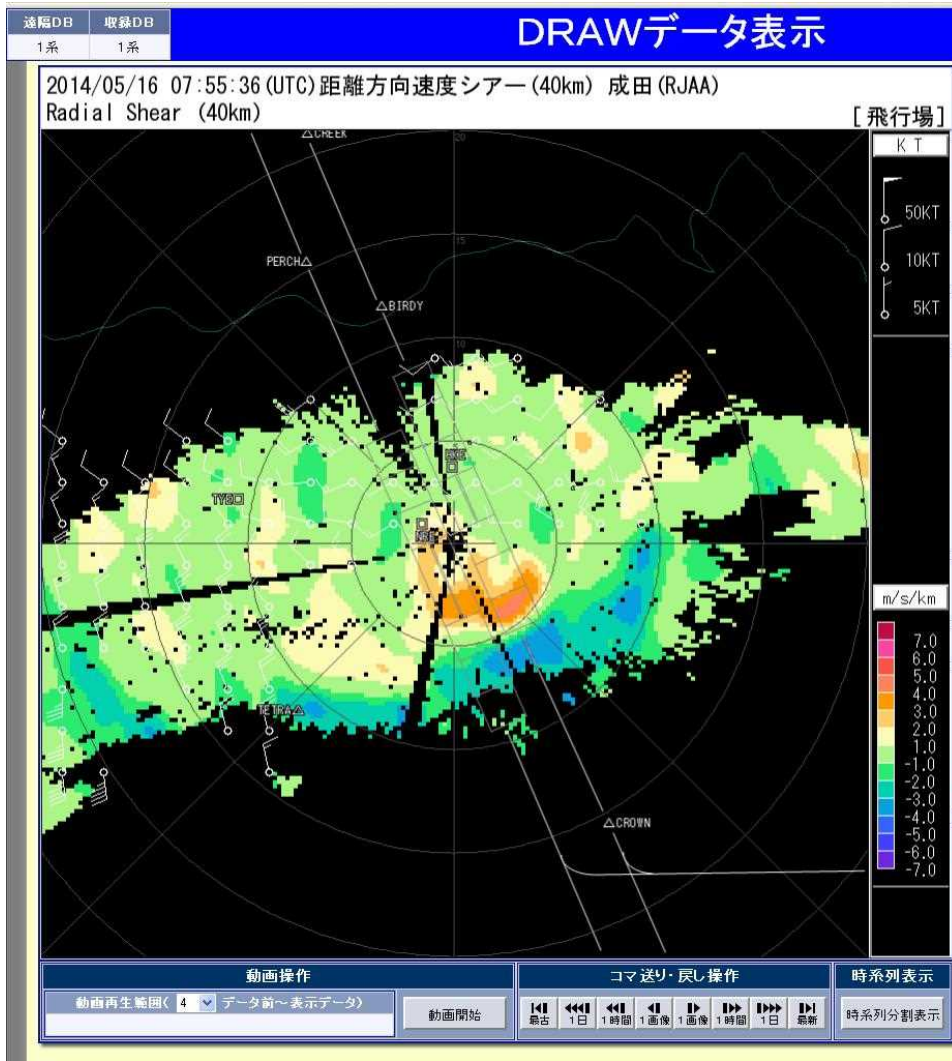 遠隔DB 収録DB
1系 1系
DRAWデータ表示
2014/05/16 07:55:36(UTC)距離方向速度シアー(40km) 成田(RJAA)
Radial Shear (40km)
[飛行場]
△CREEK
20
KT
50KT
15
PERCH△
10KT
△BIRDY
5KT
10
TYE
m/s/km
7.0
6.0
5.0
4.0
3.0
2.0
1.0
-1.0
-2.0
-3.0
-4.0
-5.0
-6.0
-7.0
TETRA△
△CROWN
動画操作
コマ送り・戻し操作
時系列表示
動画再生範囲( 4 データ前～表示データ)
動画開始
最古 1日 1時間 1画像 1画像 1時間 1日 最新
時系列分割表示